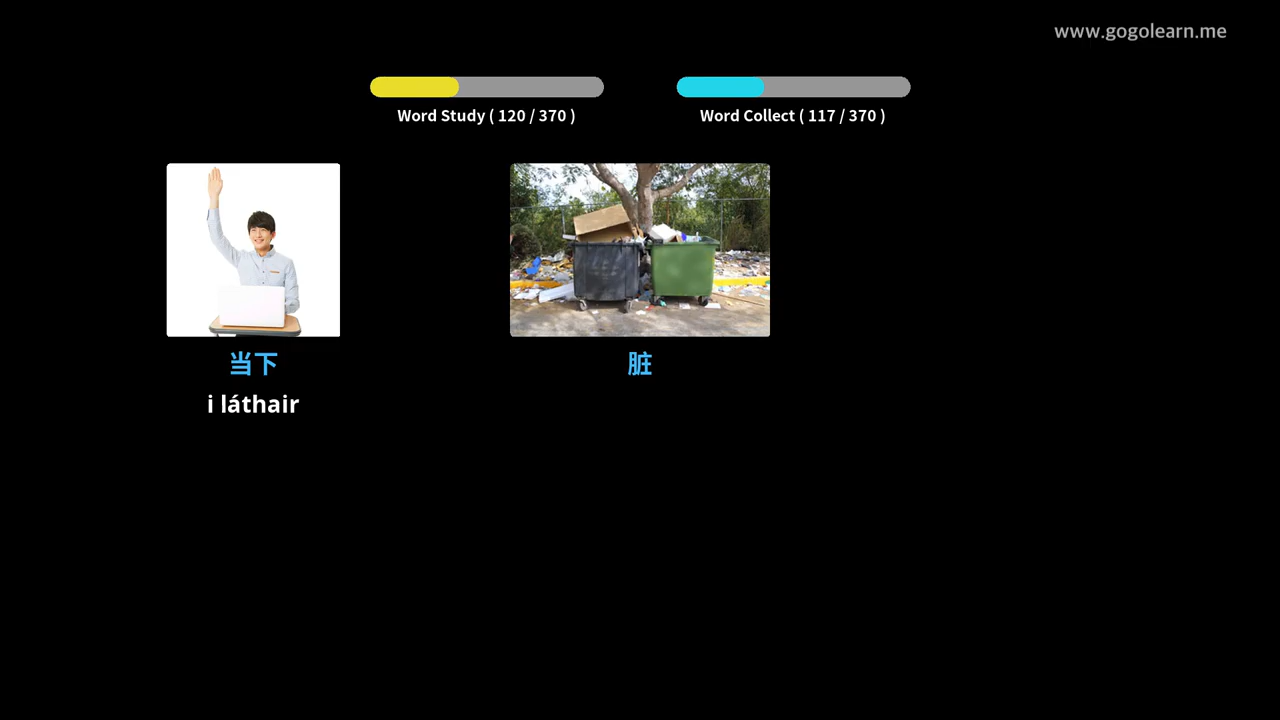 www.gogolearn.me
Word Study ( 120 / 370 )
Word Collect ( 117 / 370 )
当下
脏
i láthair